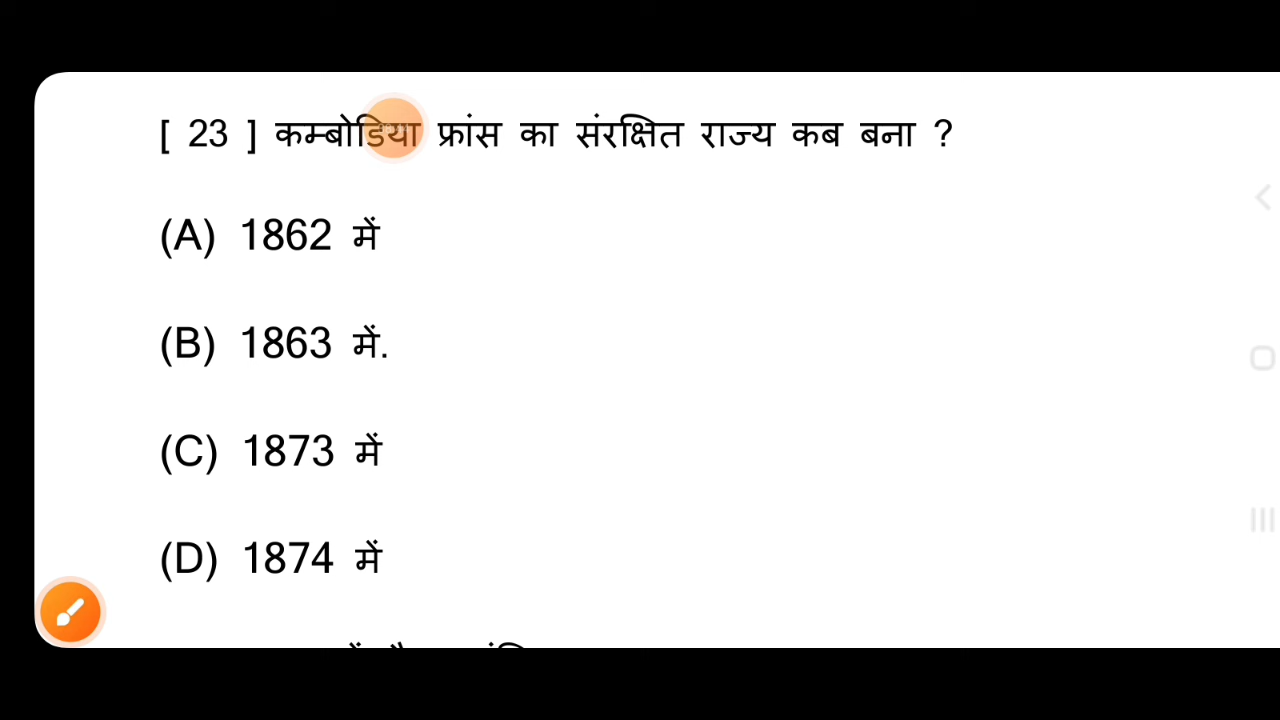 [ 23 ] कम्बोडिया फ्रांस का संरक्षित राज्य कब बना ?
(A) 1862 में
(B) 1863 में.
(C) 1873 में
(D) 1874 में